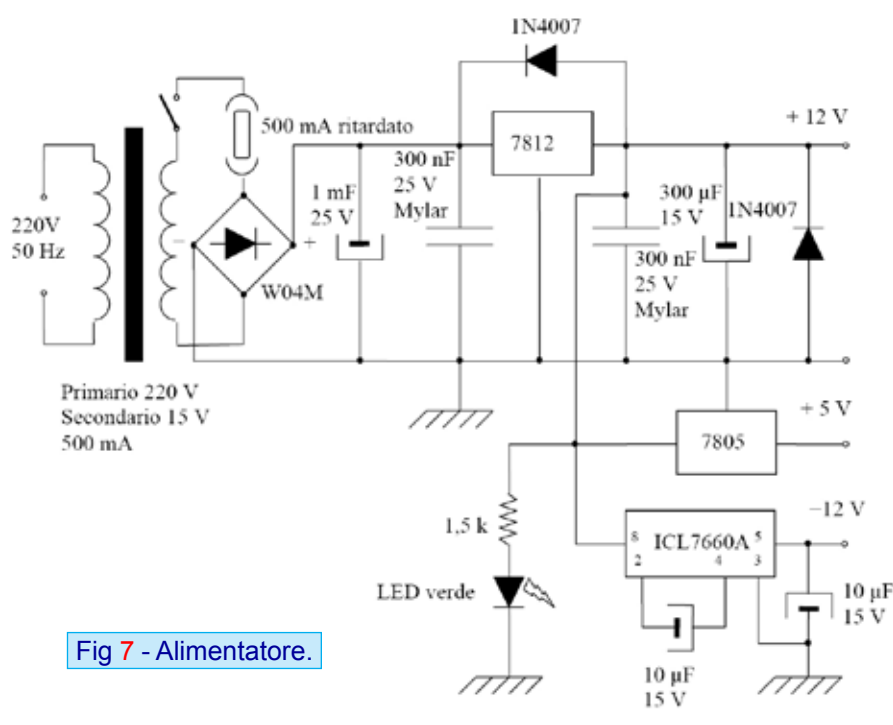 1N4007
500 mA ritardato
7812
+ 12 V
300 nF
25 V
Mylar
1 mF
25 V
300 µF
15 V
1N4007
220V
50 Hz
−
+
W04M
300 nF
25 V
Mylar
Primario 220 V
Secondario 15 V
500 mA
+ 5 V
7805
1,5 k
−12 V
8 ICL7660A 5
2 4 3
LED verde
10 µF
15 V
10 µF
15 V
Fig 7 - Alimentatore.